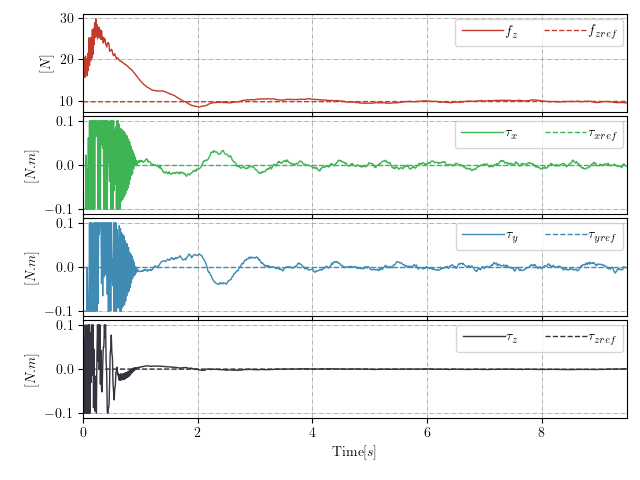 30
20
10
[N]
f_z
f_zref
0.1
0.0
−0.1
[N.m]
τ_x
τ_xref
0.1
0.0
−0.1
[N.m]
τ_y
τ_yref
0.1
0.0
−0.1
[N.m]
τ_z
τ_zref
0 2 4 6 8
Time[s]